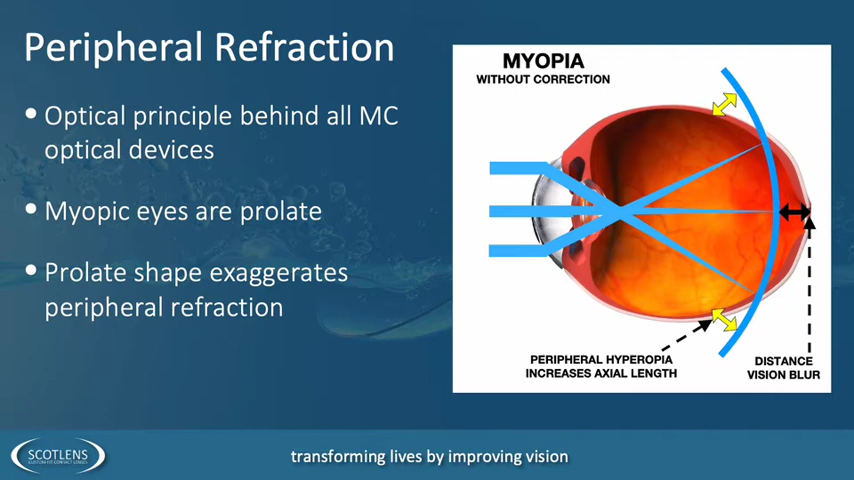 Peripheral Refraction
• Optical principle behind all MC
optical devices
• Myopic eyes are prolate
• Prolate shape exaggerates
peripheral refraction
MYOPIA
WITHOUT CORRECTION
PERIPHERAL HYPEROPIA
INCREASES AXIAL LENGTH
DISTANCE
VISION BLUR
SCOTLENS
CUSTOM FIT CONTACT LENSES
transforming lives by improving vision